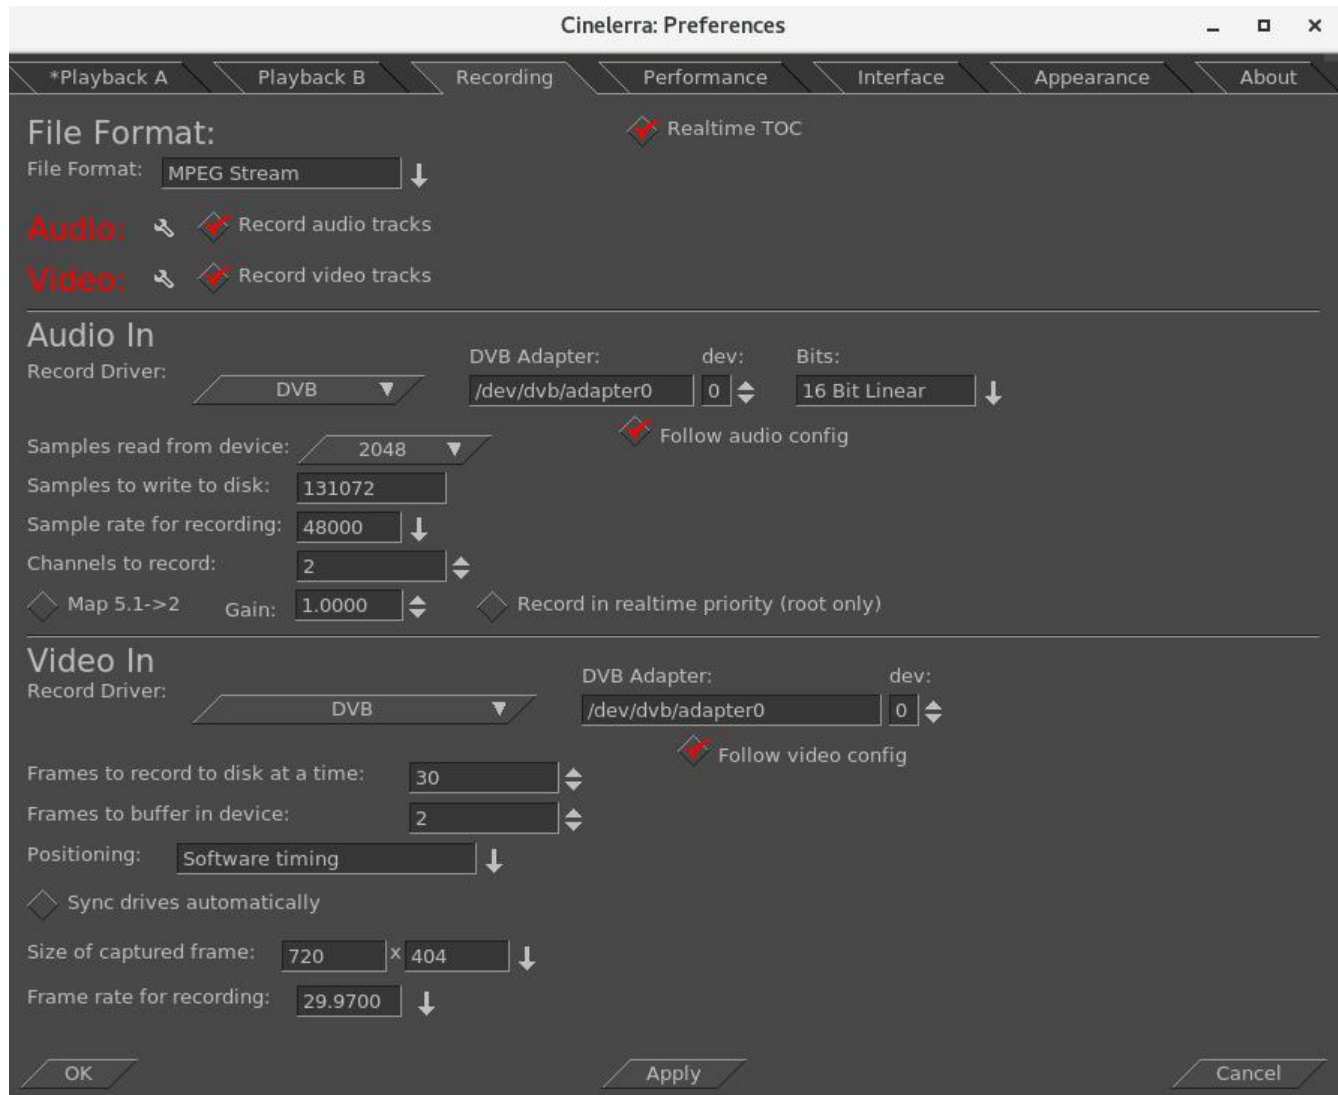 Cinelerra: Preferences
*Playback A Playback B Recording Performance Interface Appearance About
File Format:
Realtime TOC
File Format: MPEG Stream
Audio: Record audio tracks
Video: Record video tracks
Audio In
DVB Adapter: dev: Bits:
Record Driver: DVB /dev/dvb/adapter0 0 16 Bit Linear
Follow audio config
Samples read from device: 2048
Samples to write to disk: 131072
Sample rate for recording: 48000
Channels to record: 2
Map 5.1->2 Gain: 1.0000 Record in realtime priority (root only)
Video In
DVB Adapter: dev:
Record Driver: DVB /dev/dvb/adapter0 0
Follow video config
Frames to record to disk at a time: 30
Frames to buffer in device: 2
Positioning: Software timing
Sync drives automatically
Size of captured frame: 720 x 404
Frame rate for recording: 29.9700
OK Apply Cancel